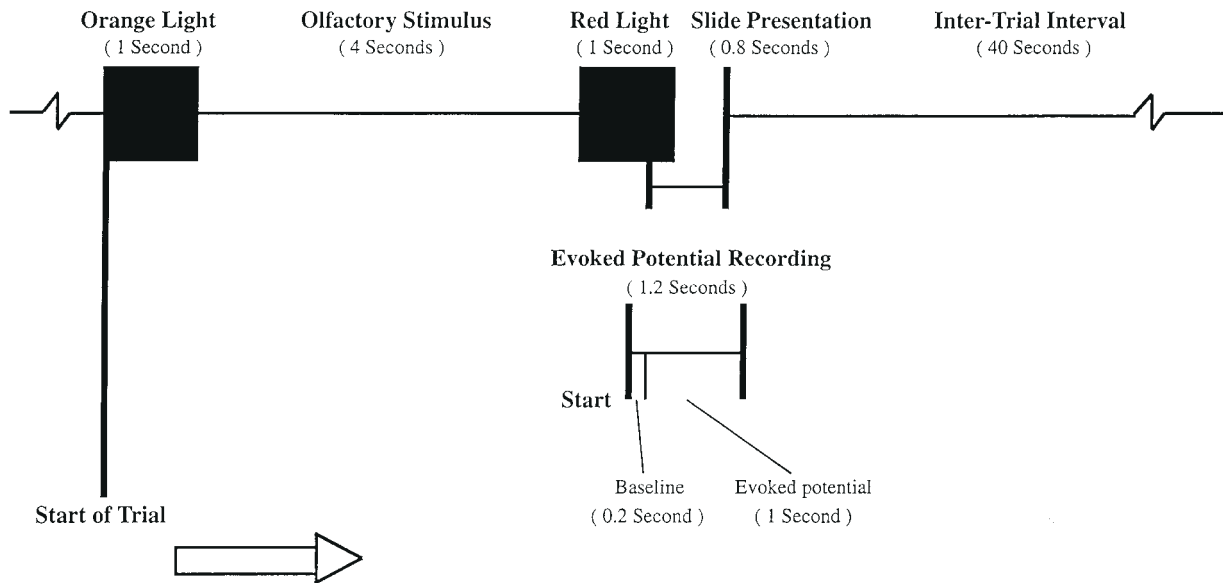 Orange Light
( 1 Second )
Olfactory Stimulus
( 4 Seconds )
Red Light
( 1 Second )
Slide Presentation
( 0.8 Seconds )
Inter-Trial Interval
( 40 Seconds )
Evoked Potential Recording
( 1.2 Seconds )
Start
Baseline
( 0.2 Second )
Evoked potential
( 1 Second )
Start of Trial